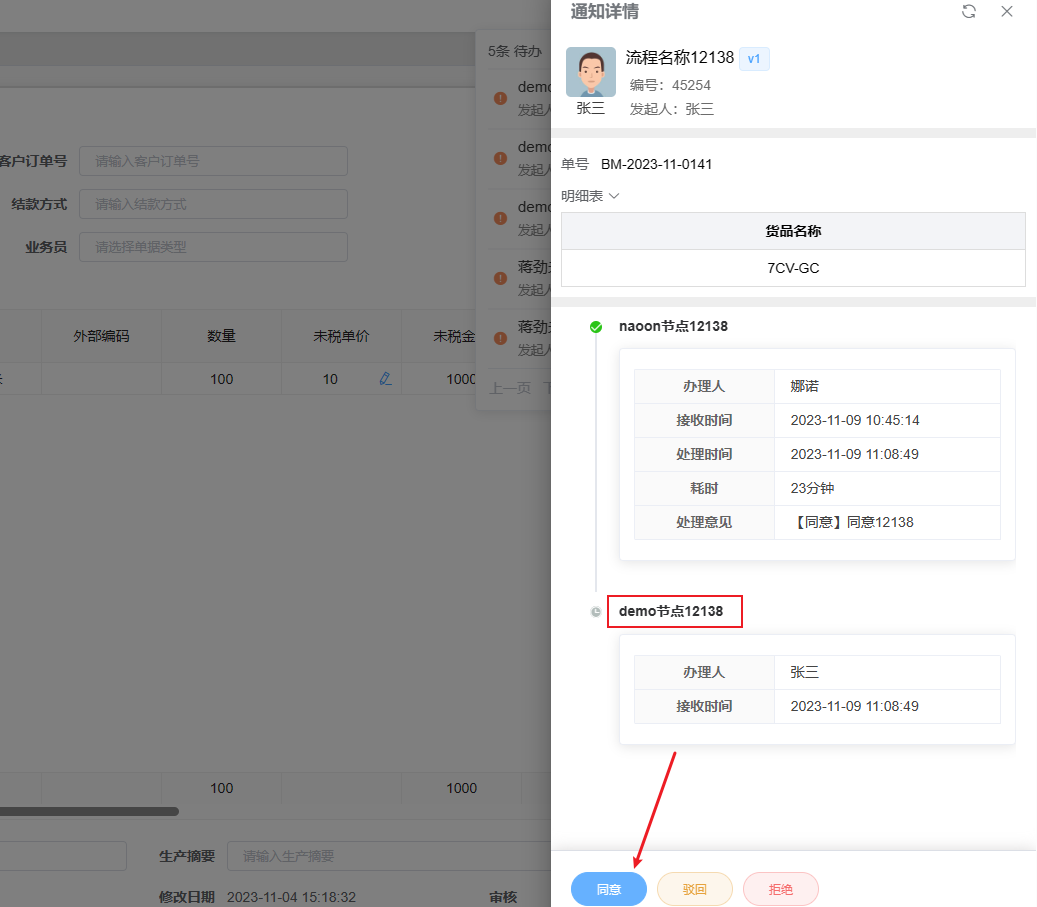 通知详情
5条 待办
流程名称12138 v1
编号：45254
张三
发起人：张三
客户订单号 请输入客户订单号
结款方式 请输入结款方式
业务员 请选择单据类型
外部编码 数量 未税单价 未税金
100 10 1000
demo
发起人
demo
发起人
demo
发起人
蒋劲
发起人
蒋劲
发起人
上一页
单号 BM-2023-11-0141
明细表
货品名称
7CV-GC
naoon节点12138
办理人 娜诺
接收时间 2023-11-09 10:45:14
处理时间 2023-11-09 11:08:49
耗时 23分钟
处理意见 【同意】同意12138
demo节点12138
办理人 张三
接收时间 2023-11-09 11:08:49
100 1000
生产摘要 请输入生产摘要
修改日期 2023-11-04 15:18:32 审核
同意 驳回 拒绝